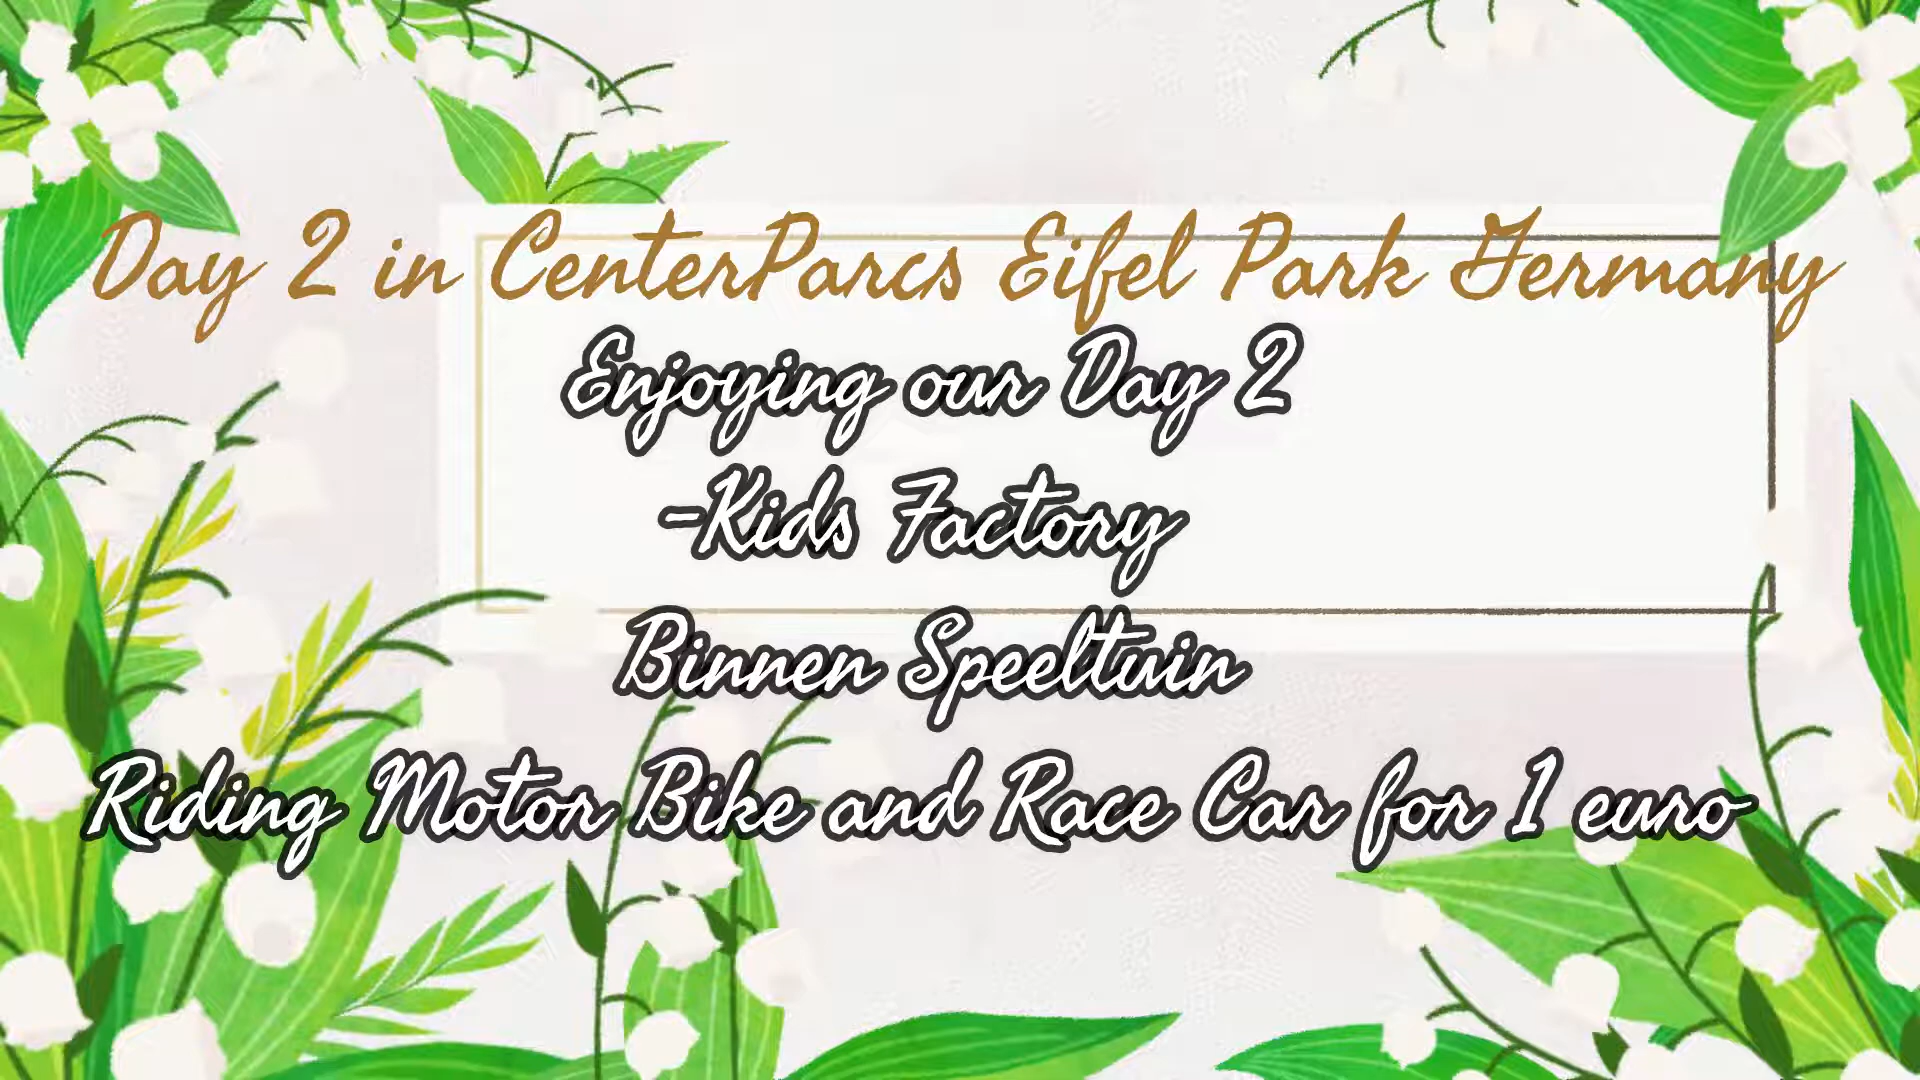 Day 2 in CenterParcs Eifel Park Germany
Enjoying our Day 2
-Kids Factory
Binnen Speeltuin
Riding Motor Bike and Race Car for 1 euro